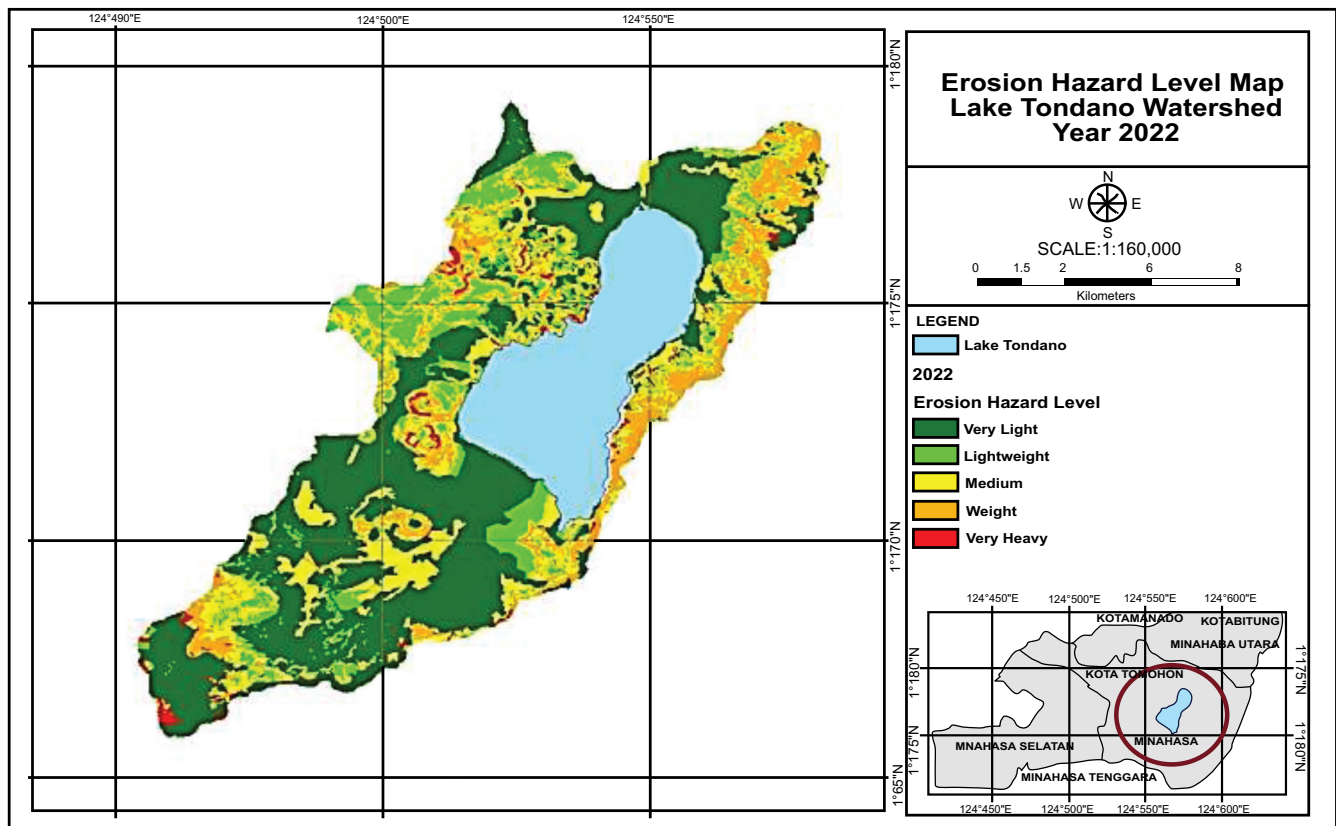 124°490"E
124°500"E
124°550"E
1°180"N
1°175"N
1°170"N
1°65"N
Erosion Hazard Level Map
Lake Tondano Watershed
Year 2022
N
W E
S
SCALE:1:160,000
0 1.5 2 6 8
Kilometers
LEGEND
Lake Tondano
2022
Erosion Hazard Level
Very Light
Lightweight
Medium
Weight
Very Heavy
124°450"E 124°500"E 124°550"E 124°600"E
KOTAMANADO
KOTABITUNG
MINAHABA UTARA
KOTA TOMOHON
MINAHASA
MNAHASA SELATAN
MINAHASA TENGGARA
1°180"N
1°175"N
1°175"N
1°180"N
124°450"E 124°500"E 124°550"E 124°600"E